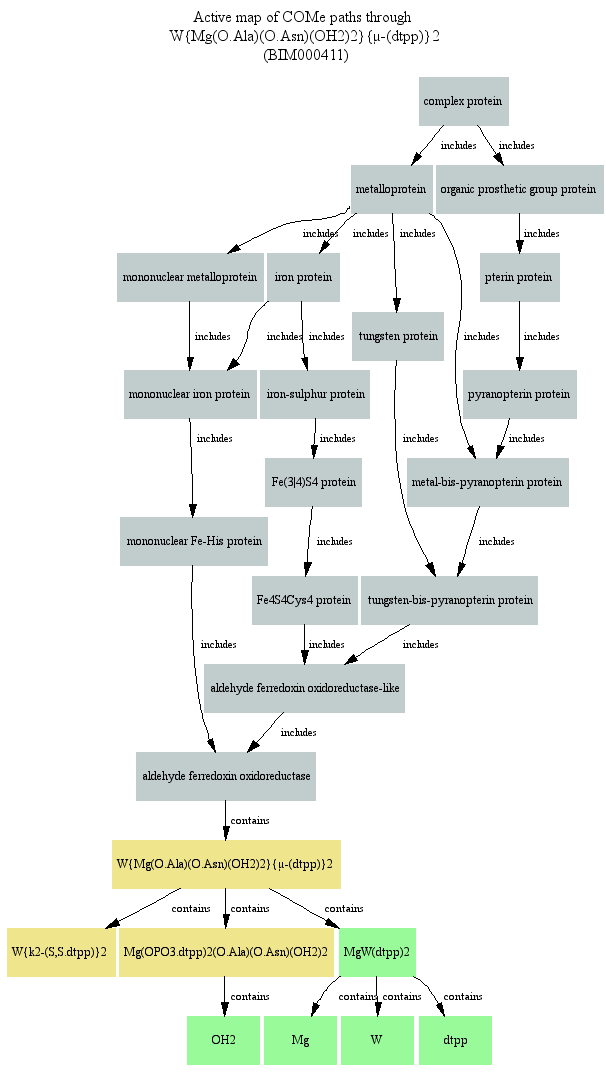 Active map of COMe paths through
W{Mg(O.Ala)(O.Asn)(OH2)2}{μ-(dtpp)}2
(BIM000411)
complex protein
includes includes
metalloprotein organic prosthetic group protein
includes includes includes includes
mononuclear metalloprotein iron protein pterin protein
tungsten protein
includes includes includes includes includes
mononuclear iron protein iron-sulphur protein pyranopterin protein
includes includes includes includes
Fe(3|4)S4 protein metal-bis-pyranopterin protein
mononuclear Fe-His protein includes includes
Fe4S4Cys4 protein tungsten-bis-pyranopterin protein
includes includes includes
aldehyde ferredoxin oxidoreductase-like
includes
aldehyde ferredoxin oxidoreductase
contains
W{Mg(O.Ala)(O.Asn)(OH2)2}{μ-(dtpp)}2
contains contains contains
W{k2-(S,S.dtpp)}2 Mg(OPO3.dtpp)2(O.Ala)(O.Asn)(OH2)2 MgW(dtpp)2
contains contains contains contains
OH2 Mg W dtpp